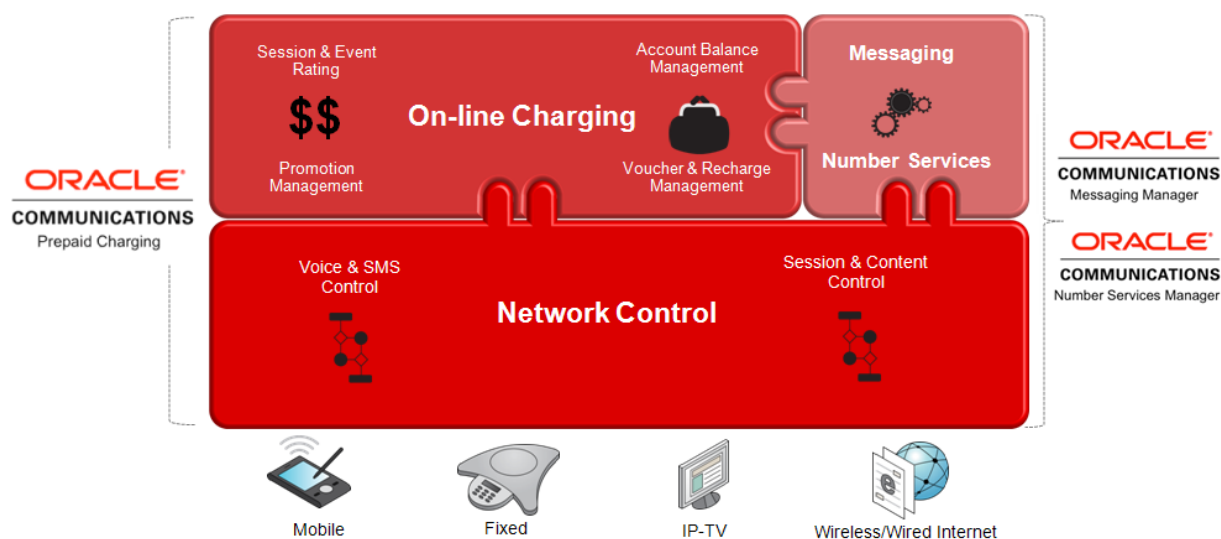 Session & Event
Rating
$$
Promotion
Management
On-line Charging
Account Balance
Management
Voucher & Recharge
Management
Messaging
Number Services
ORACLE
COMMUNICATIONS
Prepaid Charging
ORACLE
COMMUNICATIONS
Messaging Manager
ORACLE
COMMUNICATIONS
Number Services Manager
Voice & SMS
Control
Network Control
Session & Content
Control
e
Mobile
Fixed
IP-TV
Wireless/Wired Internet